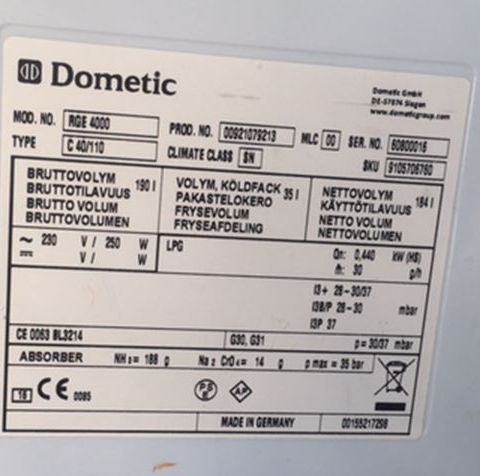 Dometic
Dometic GmbH
DE-57074 Siegen
www.dometicgroup.com
MOD. NO. RGE 4000 PROD. NO. 00921079213 MLC 00 SER. NO. 60800016
TYPE C 40/110 CLIMATE CLASS SN SKU 9105706760
BRUTTOVOLYM
BRUTTOTILAVUUS 190 l
BRUTTO VOLUM
BRUTTOVOLUMEN
VOLYM, KÖLDFACK 35 l
PAKASTELOKERO
FRYSEVOLUM
FRYSEAFDELING
NETTOVOLYM
KÄYTTÖTILAVUUS 184 l
NETTO VOLUM
NETTOVOLUMEN
~ 230 V / 250 W
V / W
LPG
Qn: 0,440 kW (HS)
ṁ: 30 g/h
I3+ 28-30/37
I3B/P 28-30 mbar
I3P 37
CE 0063 BL3214 G30, G31 p = 30/37 mbar
ABSORBER NH3= 188 g Na2 CrO4= 14 g p max = 35 bar
16 CE 0085
MADE IN GERMANY 00155217298